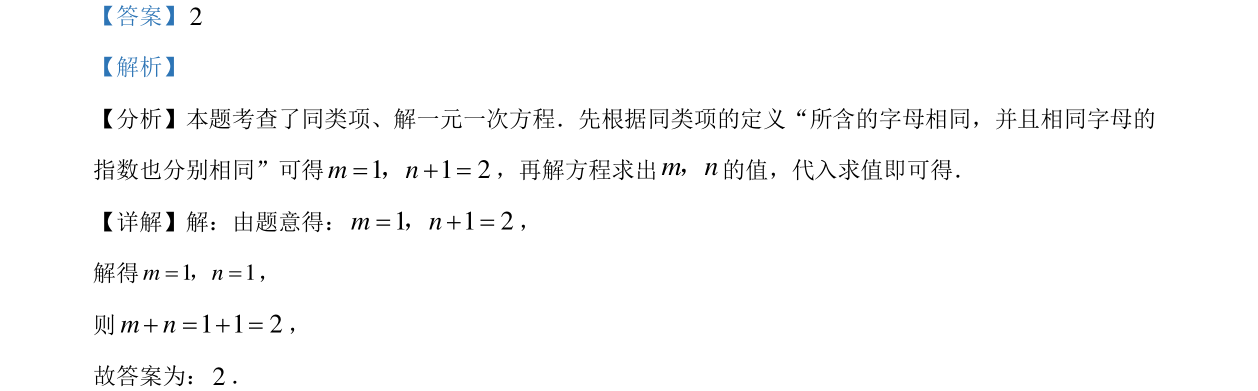 【答案】2
【解析】
【分析】本题考查了同类项、解一元一次方程．先根据同类项的定义“所含的字母相同，并且相同字母的
指数也分别相同”可得m=1，n+1=2，再解方程求出m，n的值，代入求值即可得．
【详解】解：由题意得：m=1，n+1=2，
解得m=1，n=1，
则m+n=1+1=2，
故答案为：2．